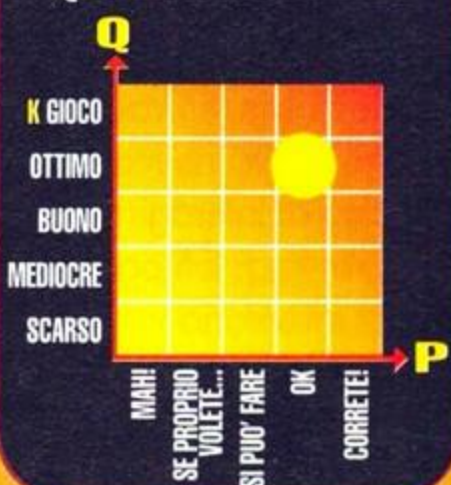 Q
K GIOCO
OTTIMO
BUONO
MEDIOCRE
SCARSO
P
MAH!
SE PROPRIO
VOLETE...
SI PUO' FARE
OK
CORRETE!